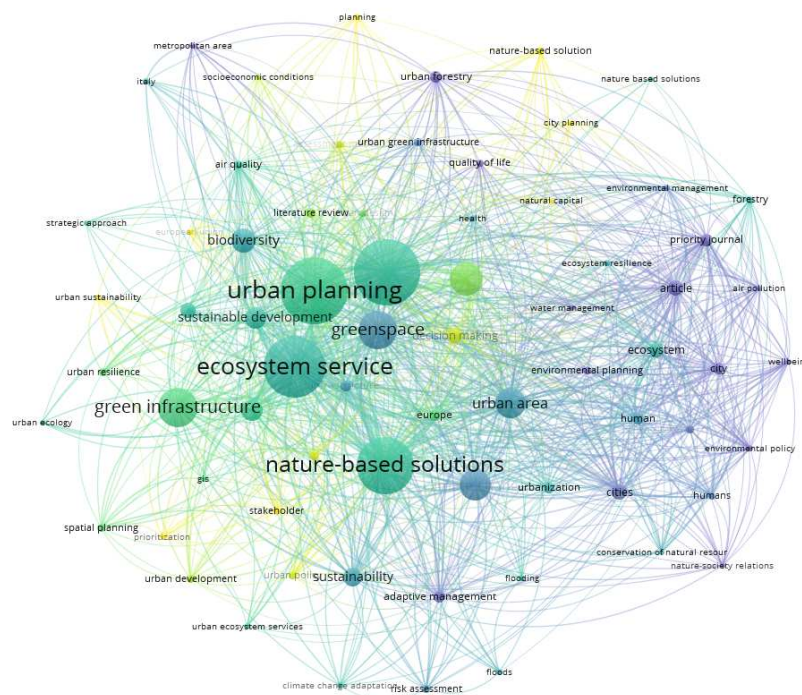 planning
metropolitan area
nature-based solution
urban forestry
socioeconomic conditions
nature based solutions
italy
city planning
urban green infrastructure
quality of life
air quality
environmental management
natural capital
forestry
literature review
health
strategic approach
biodiversity
priority journal
ecosystem resilience
article
air pollution
urban planning
urban sustainability
water management
sustainable development
greenspace
decision making
ecosystem
wellbein
ecosystem service
environmental planning
city
urban resilience
green infrastructure
urban area
europe
human
urban ecology
environmental policy
nature-based solutions
gis
urbanization
cities
humans
stakeholder
spatial planning
prioritization
conservation of natural resour
nature-society relations
urban development
sustainability
flooding
adaptive management
urban ecosystem services
floods
climate change adaptation
risk assessment